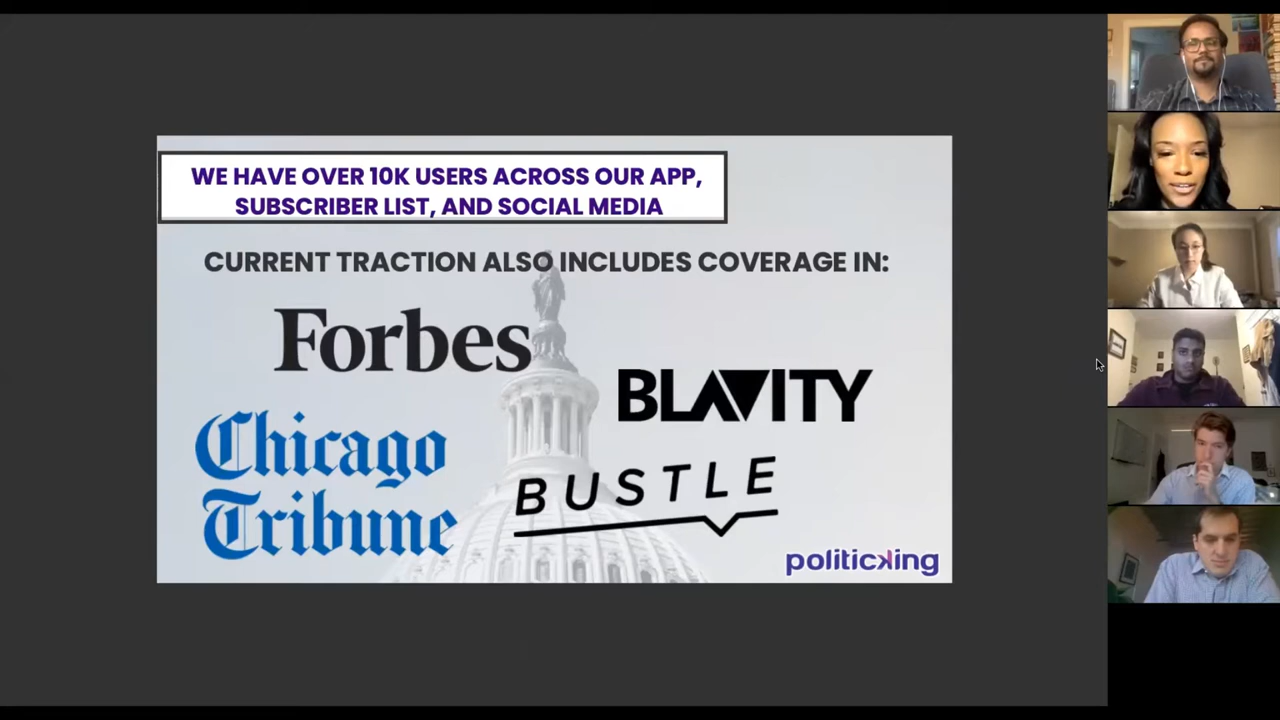 WE HAVE OVER 10K USERS ACROSS OUR APP,
SUBSCRIBER LIST, AND SOCIAL MEDIA
CURRENT TRACTION ALSO INCLUDES COVERAGE IN:
Forbes
BLAVITY
Chicago
Tribune
BUSTLE
politicking